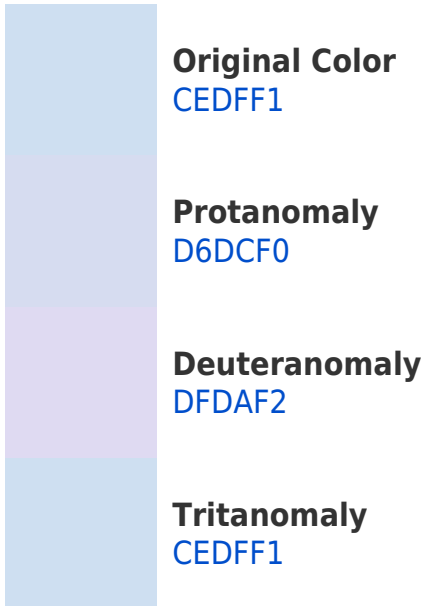 Original Color
CEDFF1
Protanomaly
D6DCF0
Deuteranomaly
DFDAF2
Tritanomaly
CEDFF1